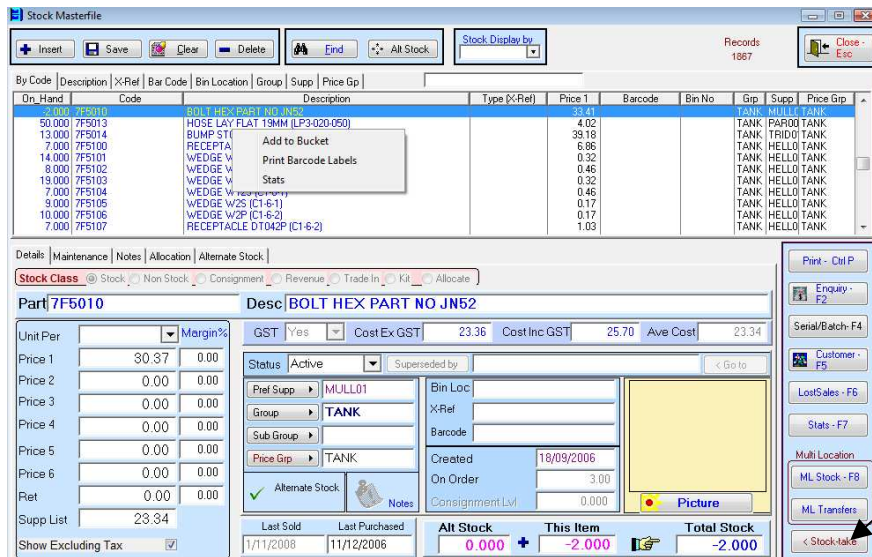 Stock Masterfile
Insert Save Clear Delete Find Alt Stock Stock Display by Records 1867 Close - Esc
By Code Description X-Ref Bar Code Bin Location Group Supp Price Gp
On_Hand Code Description Type (X-Ref) Price 1 Barcode Bin No Grp Supp Price Grp
-2.000 7F5010 BOLT HEX PART NO JN52 33.41 TANK MULL0 TANK
50.000 7F5013 HOSE LAY FLAT 19MM (LP3-020-050) 4.02 TANK PAR00 TANK
13.000 7F5014 BUMP STO 39.18 TANK TRIDO TANK
7.000 7F5100 RECEPTA 6.86 TANK HELL0 TANK
14.000 7F5101 WEDGE W 0.32 TANK HELL0 TANK
8.000 7F5102 WEDGE W 0.46 TANK HELL0 TANK
19.000 7F5103 WEDGE W 0.32 TANK HELL0 TANK
7.000 7F5104 WEDGE W12S (C1-6-1) 0.46 TANK HELL0 TANK
9.000 7F5105 WEDGE W2S (C1-6-1) 0.17 TANK HELL0 TANK
10.000 7F5106 WEDGE W2P (C1-6-2) 0.17 TANK HELL0 TANK
7.000 7F5107 RECEPTACLE DT042P (C1-6-2) 1.03 TANK HELL0 TANK
Add to Bucket
Print Barcode Labels
Stats
Details Maintenance Notes Allocation Alternate Stock
Stock Class Stock Non Stock Consignment Revenue Trade In Kit Allocate
Part 7F5010 Desc BOLT HEX PART NO JN52
Unit Per Margin% GST Yes Cost Ex GST 23.36 Cost Inc GST 25.70 Ave Cost 23.34
Price 1 30.37 0.00
Price 2 0.00 0.00
Price 3 0.00 0.00
Price 4 0.00 0.00
Price 5 0.00 0.00
Price 6 0.00 0.00
Ret 0.00 0.00
Supp List 23.34
Show Excluding Tax
Status Active Superseded by < Go to
Pref Supp MULL01
Group TANK
Sub Group
Price Grp TANK
Alternate Stock Notes
Bin Loc
X-Ref
Barcode
Created 18/09/2006
On Order 3.00
Consignment Lvl 0.000
Picture
Last Sold Last Purchased
1/11/2008 11/12/2006
Alt Stock This Item Total Stock
0.000 + -2.000 -2.000
Print - Ctrl P
Enquiry - F2
Serial/Batch- F4
Customer - F5
LostSales - F6
Stats - F7
Multi Location
ML Stock - F8
ML Transfers
< Stock-take